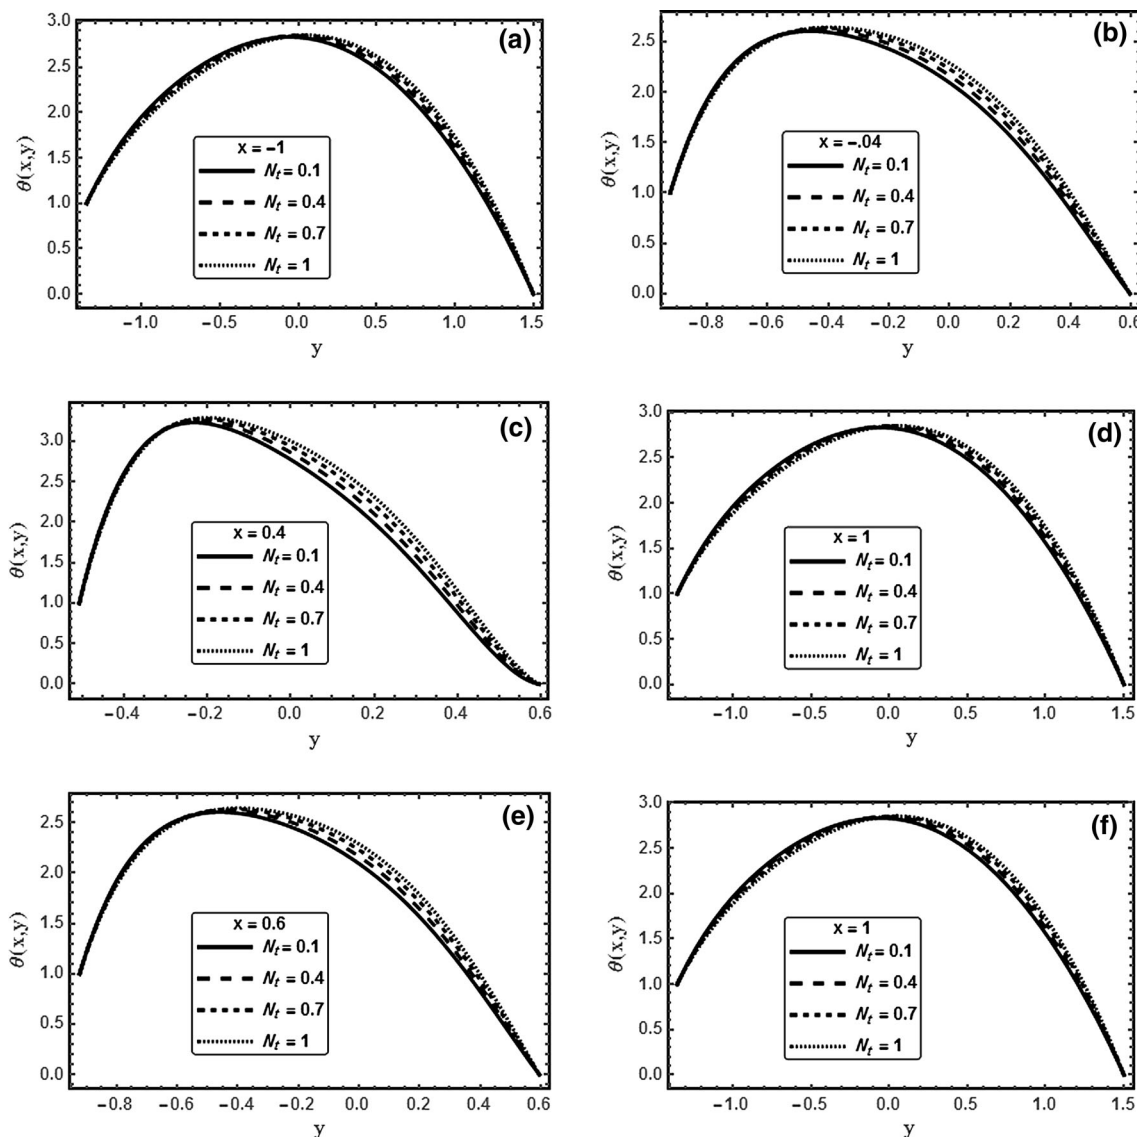 (a)
θ(x,y)
3.0
2.5
2.0
1.5
1.0
0.5
0.0
x = −1
Nt = 0.1
Nt = 0.4
Nt = 0.7
Nt = 1
−1.0 −0.5 0.0 0.5 1.0 1.5
y
(b)
θ(x,y)
2.5
2.0
1.5
1.0
0.5
0.0
x = −.04
Nt = 0.1
Nt = 0.4
Nt = 0.7
Nt = 1
−0.8 −0.6 −0.4 −0.2 0.0 0.2 0.4 0.6
y
(c)
θ(x,y)
3.0
2.5
2.0
1.5
1.0
0.5
0.0
x = 0.4
Nt = 0.1
Nt = 0.4
Nt = 0.7
Nt = 1
−0.4 −0.2 0.0 0.2 0.4 0.6
y
(d)
θ(x,y)
3.0
2.5
2.0
1.5
1.0
0.5
0.0
x = 1
Nt = 0.1
Nt = 0.4
Nt = 0.7
Nt = 1
−1.0 −0.5 0.0 0.5 1.0 1.5
y
(e)
θ(x,y)
2.5
2.0
1.5
1.0
0.5
0.0
x = 0.6
Nt = 0.1
Nt = 0.4
Nt = 0.7
Nt = 1
−0.8 −0.6 −0.4 −0.2 0.0 0.2 0.4 0.6
y
(f)
θ(x,y)
3.0
2.5
2.0
1.5
1.0
0.5
0.0
x = 1
Nt = 0.1
Nt = 0.4
Nt = 0.7
Nt = 1
−1.0 −0.5 0.0 0.5 1.0 1.5
y